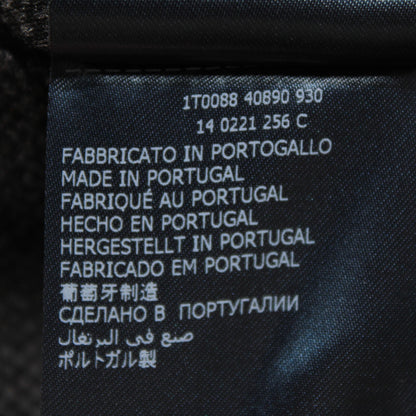 1T0088 40890 930
14 0221 256 C
FABBRICATO IN PORTOGALLO
MADE IN PORTUGAL
FABRIQUÉ AU PORTUGAL
HECHO EN PORTUGAL
HERGESTELLT IN PORTUGAL
FABRICADO EM PORTUGAL
葡萄牙制造
СДЕЛАНО В ПОРТУГАЛИИ
صنع في البرتغال
ポルトガル製